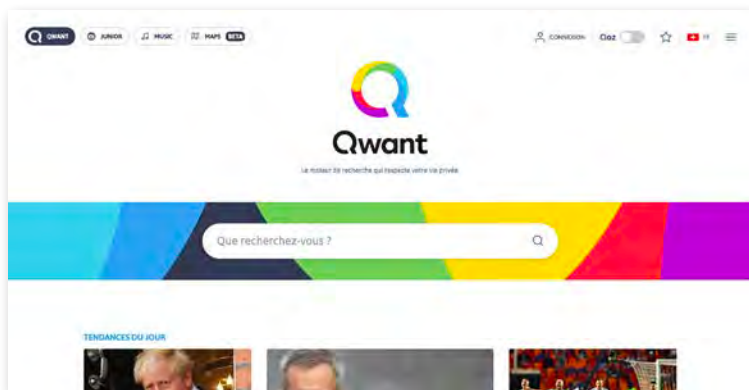 QWANT JUNIOR MUSIC MAPS BETA CONNEXION Qoz FR
Qwant
Le moteur de recherche qui respecte votre vie privée
Que recherchez-vous ?
TENDANCES DU JOUR